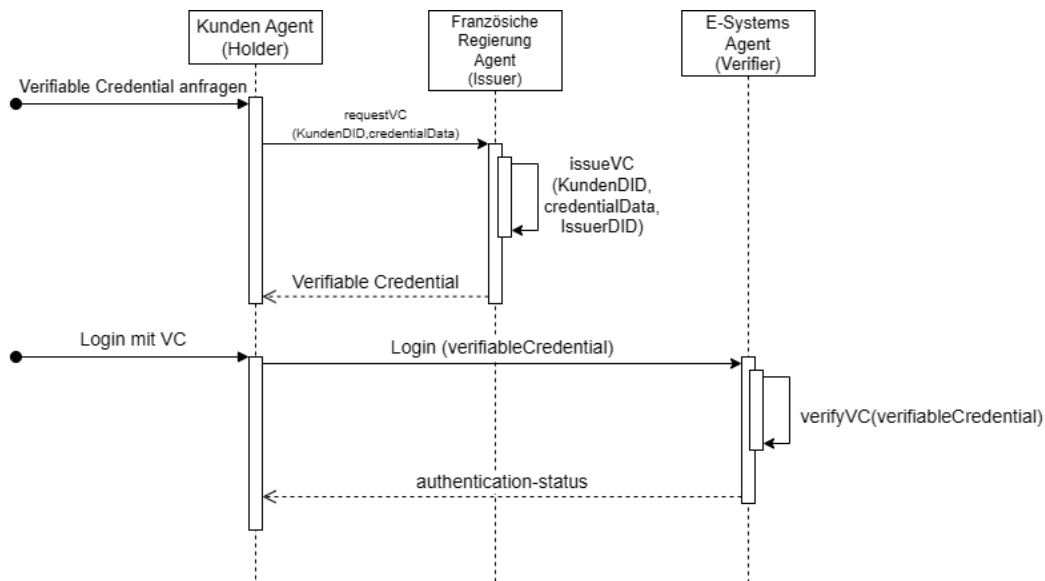 Kunden Agent
(Holder)
Französiche
Regierung
Agent
(Issuer)
E-Systems
Agent
(Verifier)
Verifiable Credential anfragen
requestVC
(KundenDID,credentialData)
issueVC
(KundenDID,
credentialData,
IssuerDID)
Verifiable Credential
Login mit VC
Login (verifiableCredential)
verifyVC(verifiableCredential)
authentication-status